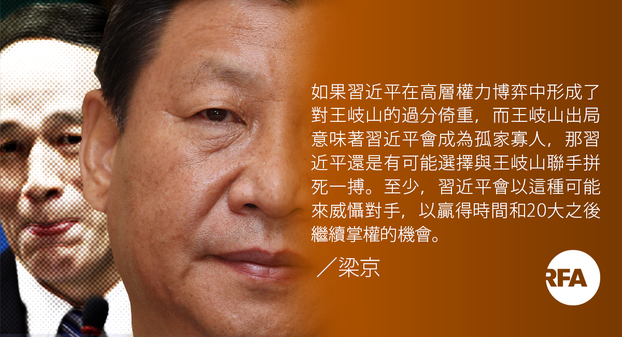 如果習近平在高層權力博弈中形成了
對王岐山的過分倚重，而王岐山出局
意味著習近平會成為孤家寡人，那習
近平還是有可能選擇與王岐山聯手拼
死一搏。至少，習近平會以這種可能
來威懾對手，以贏得時間和20大之後
繼續掌權的機會。
／梁京
RFA